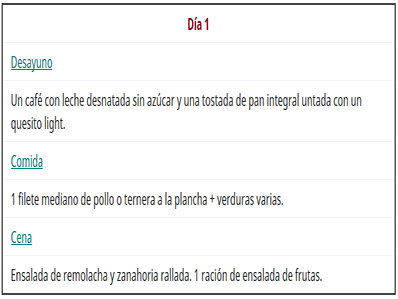 Día 1
Desayuno
Un café con leche desnatada sin azúcar y una tostada de pan integral untada con un
quesito light.
Comida
1 filete mediano de pollo o ternera a la plancha + verduras varias.
Cena
Ensalada de remolacha y zanahoria rallada. 1 ración de ensalada de frutas.